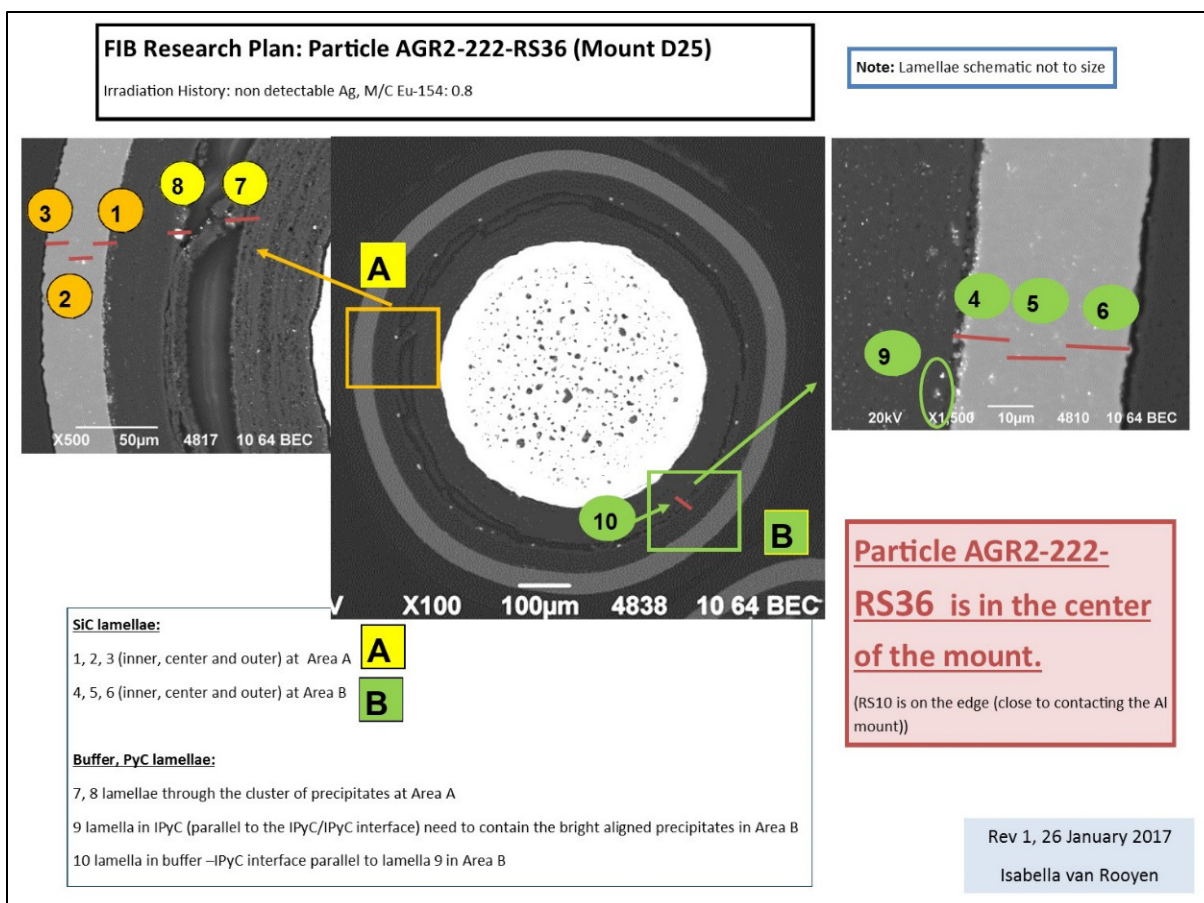 FIB Research Plan: Particle AGR2-222-RS36 (Mount D25)
Irradiation History: non detectable Ag, M/C Eu-154: 0.8
Note: Lamellae schematic not to size
3
1
8
7
2
X500 50µm 4817 10 64 BEC
A
10
B
V X100 100µm 4838 10 64 BEC
4
5
6
9
20kV X1,500 10µm 4810 10 64 BEC
SiC lamellae:
1, 2, 3 (inner, center and outer) at Area A
A
4, 5, 6 (inner, center and outer) at Area B
B
Buffer, PyC lamellae:
7, 8 lamellae through the cluster of precipitates at Area A
9 lamella in IPyC (parallel to the IPyC/IPyC interface) need to contain the bright aligned precipitates in Area B
10 lamella in buffer –IPyC interface parallel to lamella 9 in Area B
Particle AGR2-222-
RS36 is in the center
of the mount.
(RS10 is on the edge (close to contacting the Al
mount))
Rev 1, 26 January 2017
Isabella van Rooyen